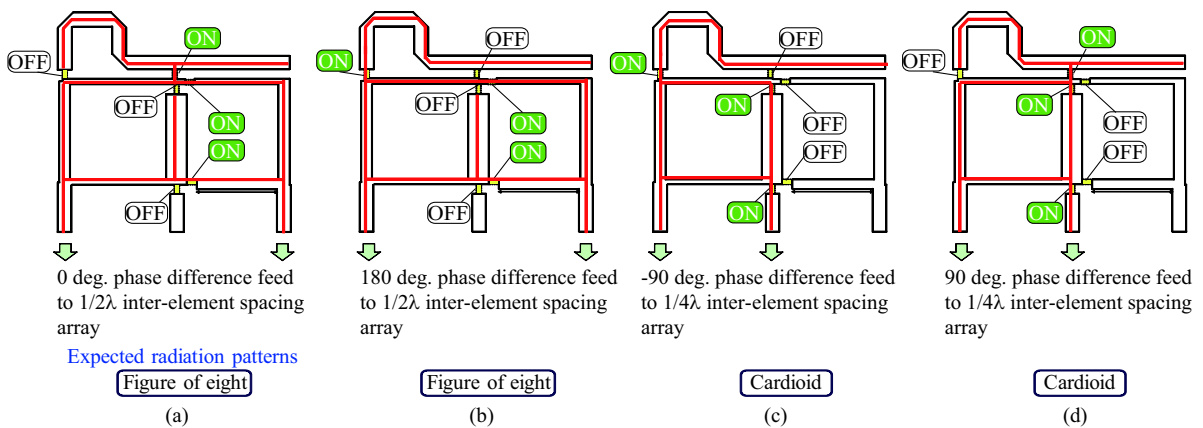 ON
OFF
OFF
ON
ON
OFF
0 deg. phase difference feed
to 1/2λ inter-element spacing
array
Expected radiation patterns
Figure of eight
(a)
OFF
ON
OFF
ON
ON
OFF
180 deg. phase difference feed
to 1/2λ inter-element spacing
array
Figure of eight
(b)
OFF
ON
ON
OFF
OFF
ON
-90 deg. phase difference feed
to 1/4λ inter-element spacing
array
Cardioid
(c)
ON
OFF
ON
OFF
OFF
ON
90 deg. phase difference feed
to 1/4λ inter-element spacing
array
Cardioid
(d)